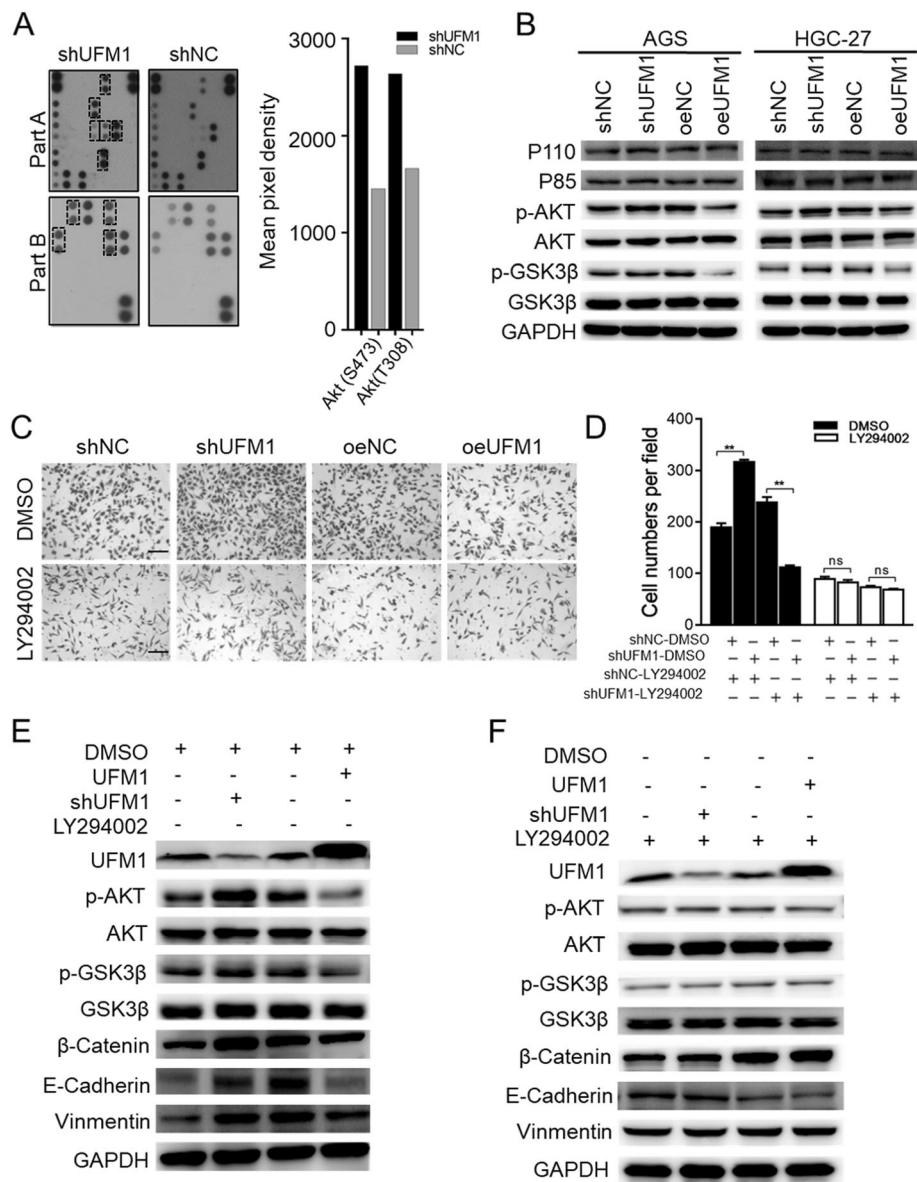 A
shUFM1 shNC
Part A
Part B
Mean pixel density
3000
2000
1000
0
shUFM1
shNC
Akt (S473)
Akt(T308)
B
AGS HGC-27
shNC shUFM1 oeNC oeUFM1 shNC shUFM1 oeNC oeUFM1
P110
P85
p-AKT
AKT
p-GSK3β
GSK3β
GAPDH
C
shNC shUFM1 oeNC oeUFM1
DMSO
LY294002
D
Cell numbers per field
400
300
200
100
0
DMSO
LY294002
** ** ns ns
shNC-DMSO + - + - + - + -
shUFM1-DMSO - + - + - + - +
shNC-LY294002 + + - - + + - -
shUFM1-LY294002 - - + + - - + +
E
DMSO + + + +
UFM1 - - - +
shUFM1 - + - -
LY294002 - - - -
UFM1
p-AKT
AKT
p-GSK3β
GSK3β
β-Catenin
E-Cadherin
Vinmentin
GAPDH
F
DMSO - - - -
UFM1 - - - +
shUFM1 - + - -
LY294002 + + + +
UFM1
p-AKT
AKT
p-GSK3β
GSK3β
β-Catenin
E-Cadherin
Vinmentin
GAPDH